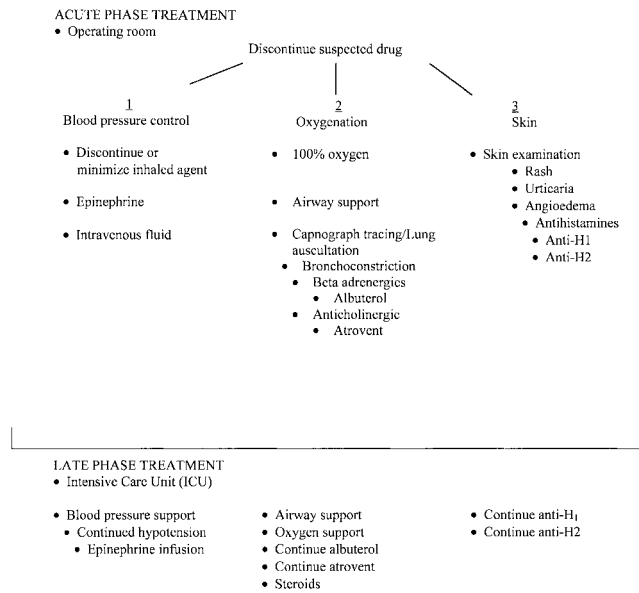 ACUTE PHASE TREATMENT
• Operating room
Discontinue suspected drug
1
Blood pressure control
• Discontinue or
minimize inhaled agent
• Epinephrine
• Intravenous fluid
2
Oxygenation
• 100% oxygen
• Airway support
• Capnograph tracing/Lung
auscultation
• Bronchoconstriction
• Beta adrenergics
• Albuterol
• Anticholinergic
• Atrovent
3
Skin
• Skin examination
• Rash
• Urticaria
• Angioedema
• Antihistamines
• Anti-H1
• Anti-H2
LATE PHASE TREATMENT
• Intensive Care Unit (ICU)
• Blood pressure support
• Continued hypotension
• Epinephrine infusion
• Airway support
• Oxygen support
• Continue albuterol
• Continue atrovent
• Steroids
• Continue anti-H₁
• Continue anti-H2